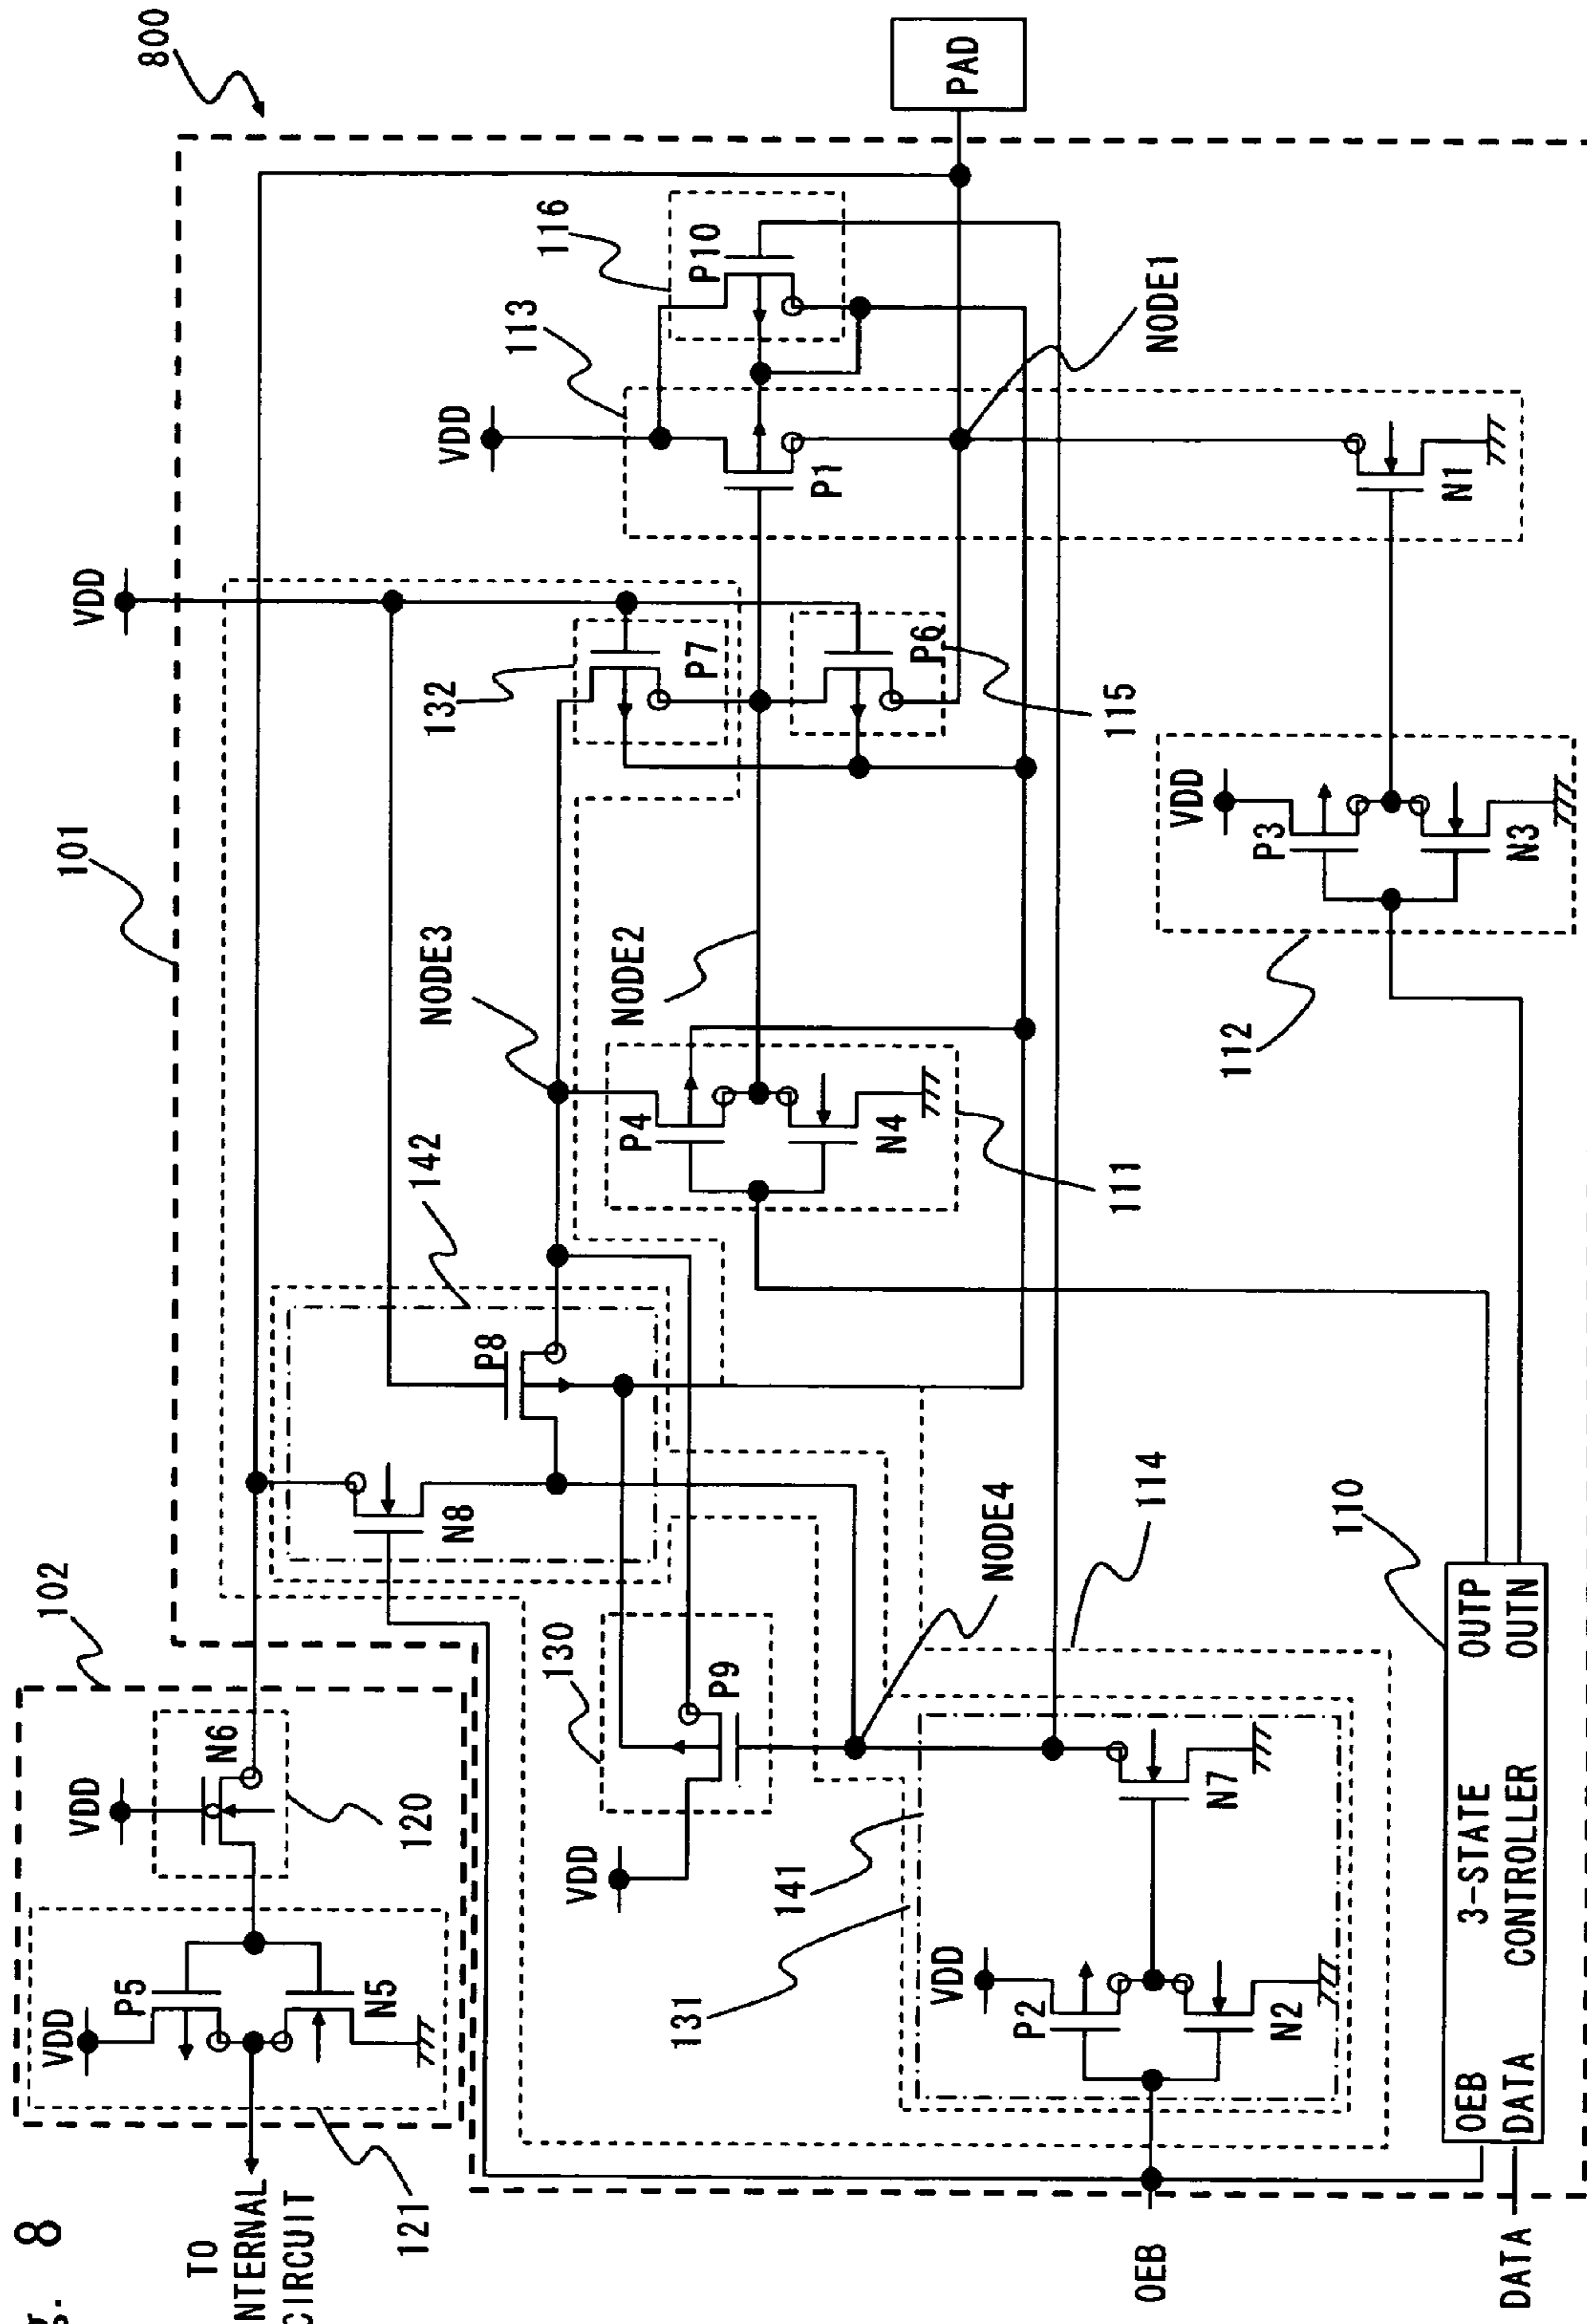 g. 8
800
101
102
TO
NTERNAL
CIRCUIT
121
VDD
P5
N5
VDD
N6
120
VDD
130
P9
NODE4
N8
P8
142
NODE3
NODE2
P4
N4
111
VDD
132
P7
P6
115
VDD
113
P1
116
P10
NODE1
PAD
N1
112
VDD
P3
N3
114
110
131
141
VDD
P2
N2
N7
OEB
DATA
OEB
DATA
3-STATE
CONTROLLER
OUTP
OUTN